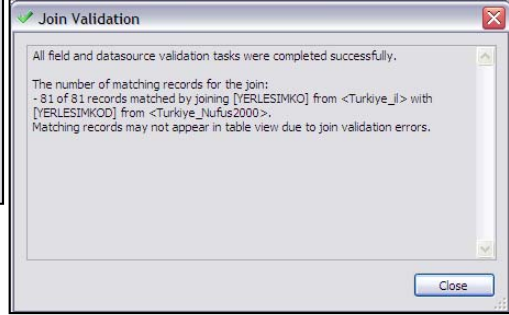 Join Validation
All field and datasource validation tasks were completed successfully.
The number of matching records for the join:
- 81 of 81 records matched by joining [YERLESIMKO] from <Turkiye_il> with
[YERLESIMKOD] from <Turkiye_Nufus2000>.
Matching records may not appear in table view due to join validation errors.
Close